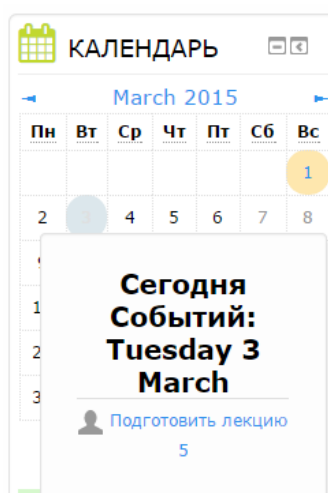 КАЛЕНДАРЬ
March 2015
Пн Вт Ср Чт Пт Сб Вс
1
2 3 4 5 6 7 8
Сегодня
Событий:
Tuesday 3
March
Подготовить лекцию
5